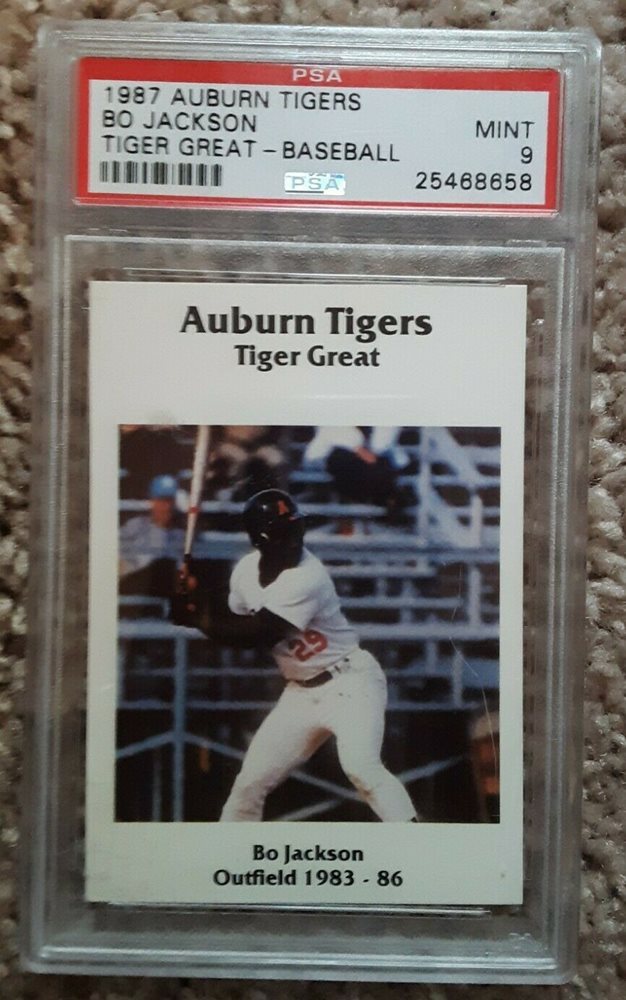 PSA
1987 AUBURN TIGERS
BO JACKSON MINT
TIGER GREAT - BASEBALL 9
PSA 25468658
Auburn Tigers
Tiger Great
A
29
Bo Jackson
Outfield 1983 - 86